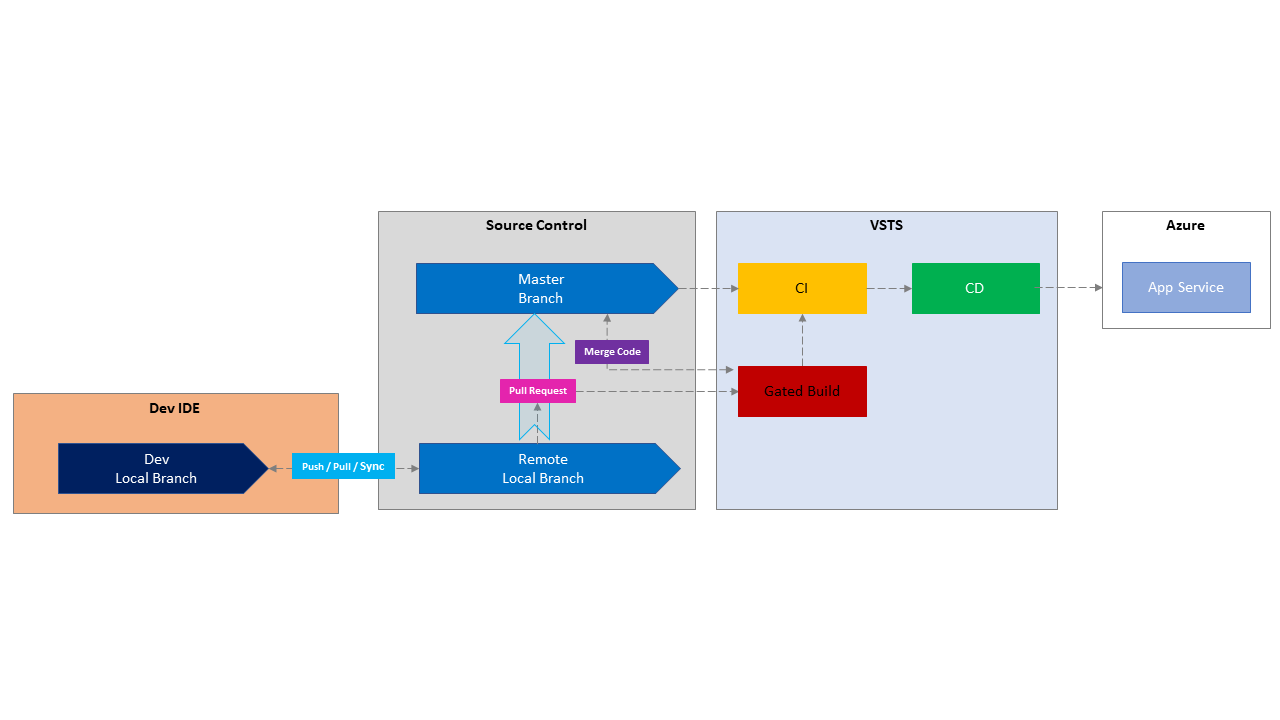 Source Control
VSTS
Azure
Master
Branch
CI
CD
App Service
Merge Code
Pull Request
Gated Build
Dev IDE
Dev
Local Branch
Push / Pull / Sync
Remote
Local Branch